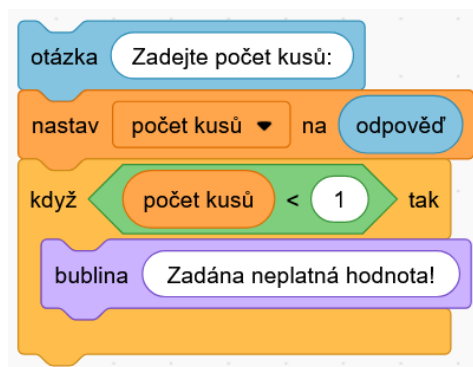 otázka Zadejte počet kusů:
nastav počet kusů na odpověď
když počet kusů < 1 tak
bublina Zadána neplatná hodnota!